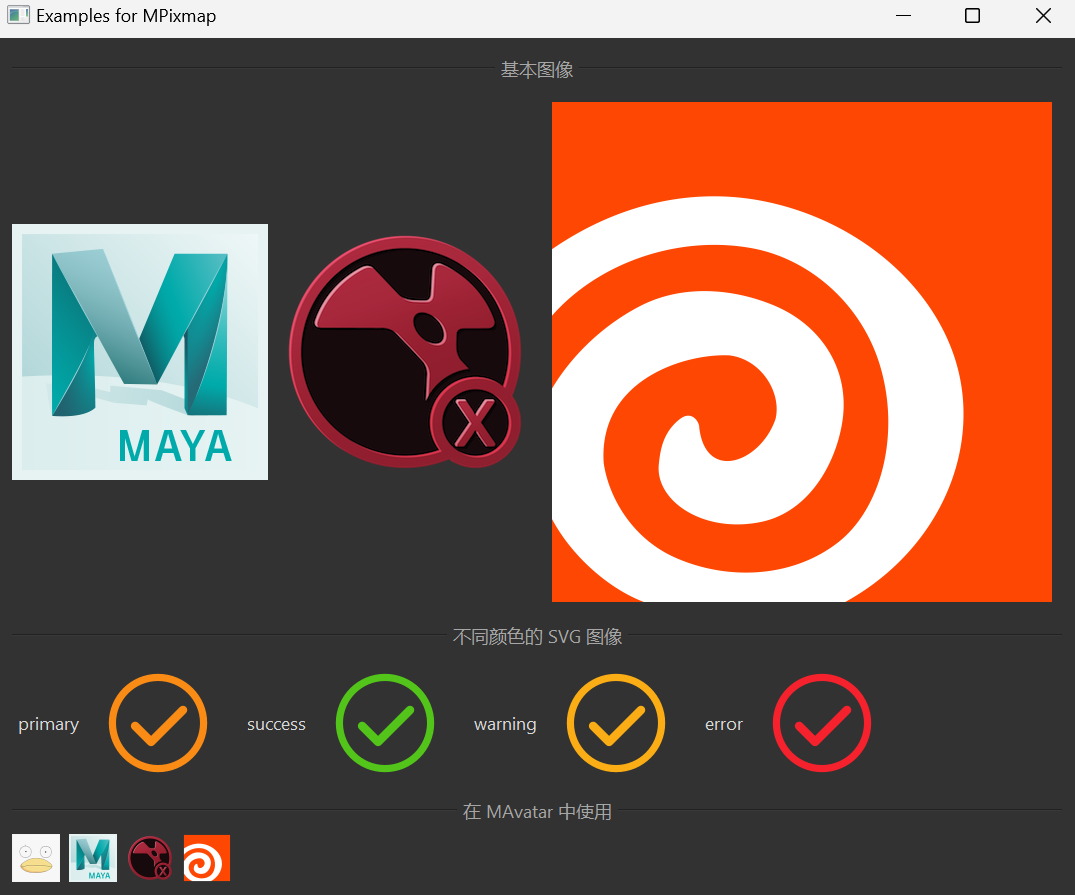 Examples for MPixmap
基本图像
MAYA
X
不同颜色的 SVG 图像
primary
success
warning
error
在 MAvatar 中使用
MAYA
X